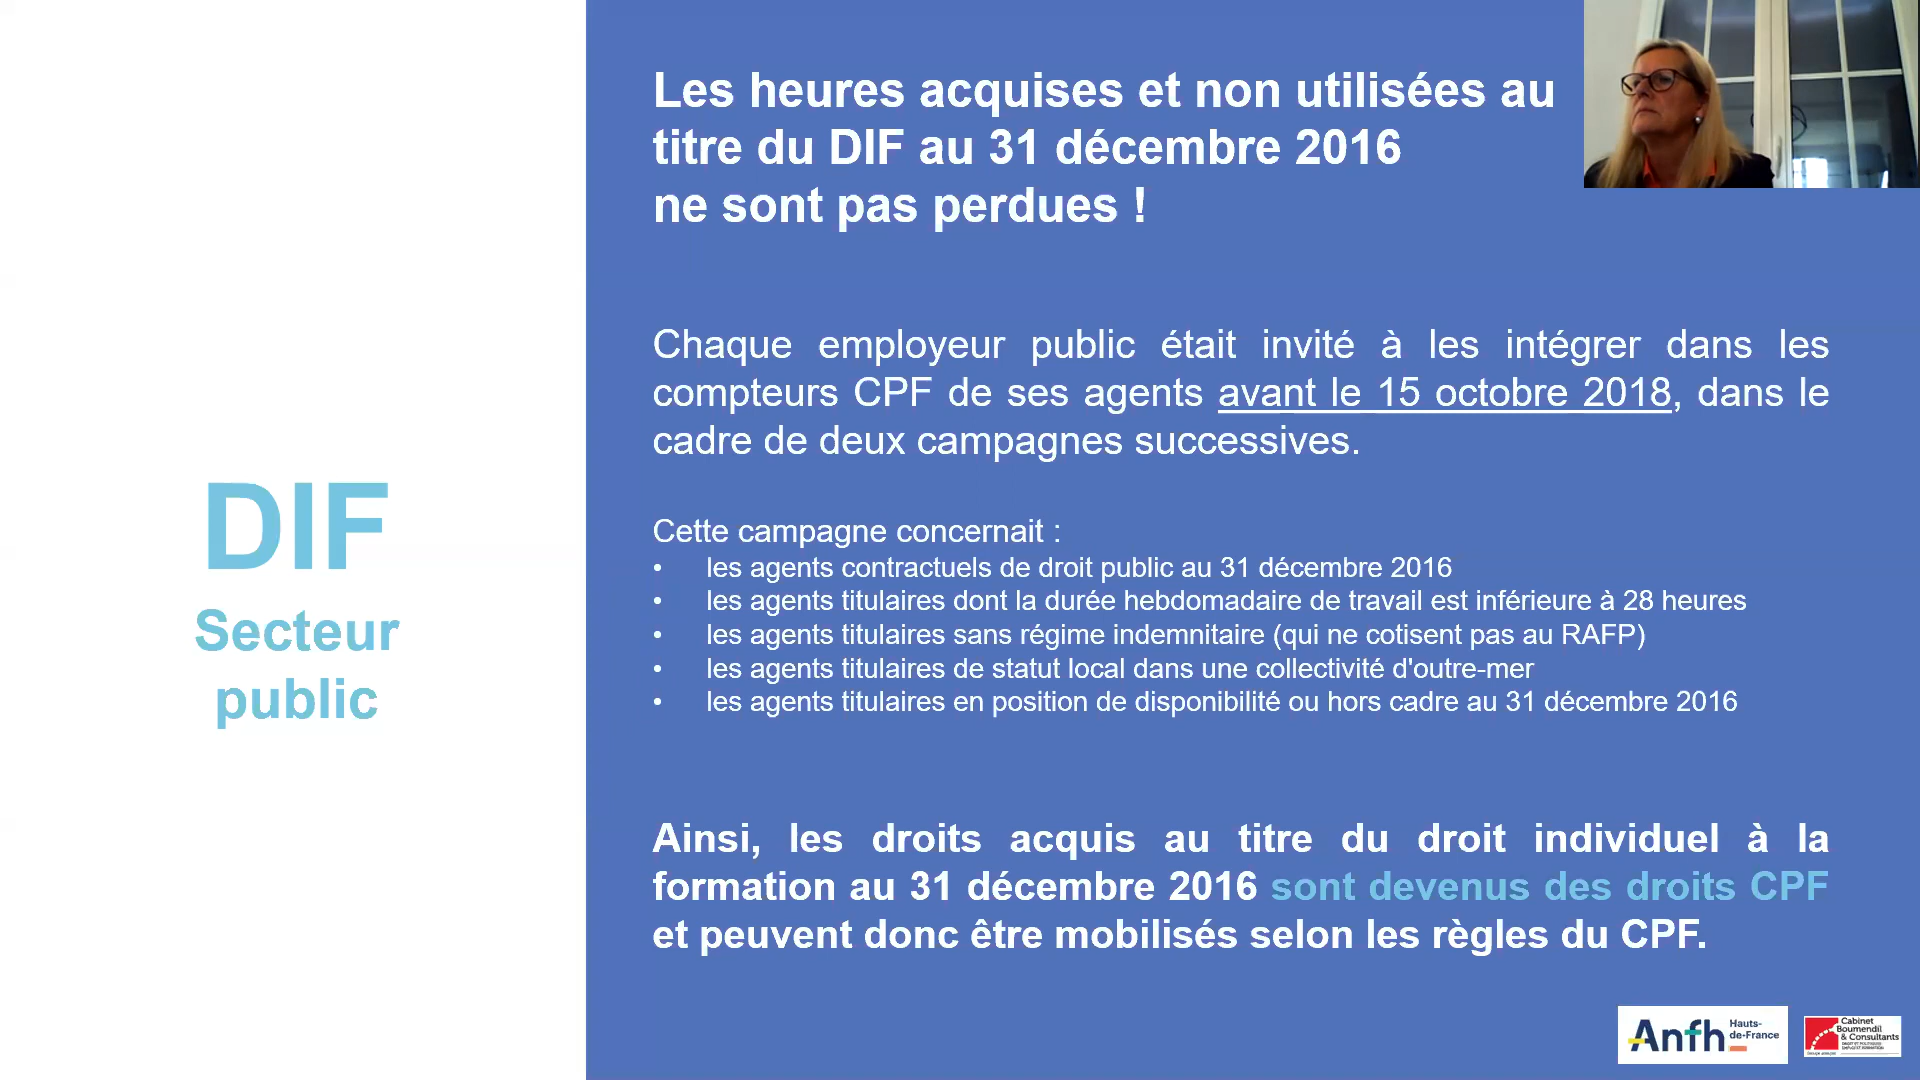 Les heures acquises et non utilisées au
titre du DIF au 31 décembre 2016
ne sont pas perdues !
Chaque employeur public était invité à les intégrer dans les
compteurs CPF de ses agents avant le 15 octobre 2018, dans le
cadre de deux campagnes successives.
DIF
Secteur
public
Cette campagne concernait :
• les agents contractuels de droit public au 31 décembre 2016
• les agents titulaires dont la durée hebdomadaire de travail est inférieure à 28 heures
• les agents titulaires sans régime indemnitaire (qui ne cotisent pas au RAFP)
• les agents titulaires de statut local dans une collectivité d'outre-mer
• les agents titulaires en position de disponibilité ou hors cadre au 31 décembre 2016
Ainsi, les droits acquis au titre du droit individuel à la
formation au 31 décembre 2016 sont devenus des droits CPF
et peuvent donc être mobilisés selon les règles du CPF.
Anfh
Hauts-
de-France
Cabinet
Boumendil
& Consultants